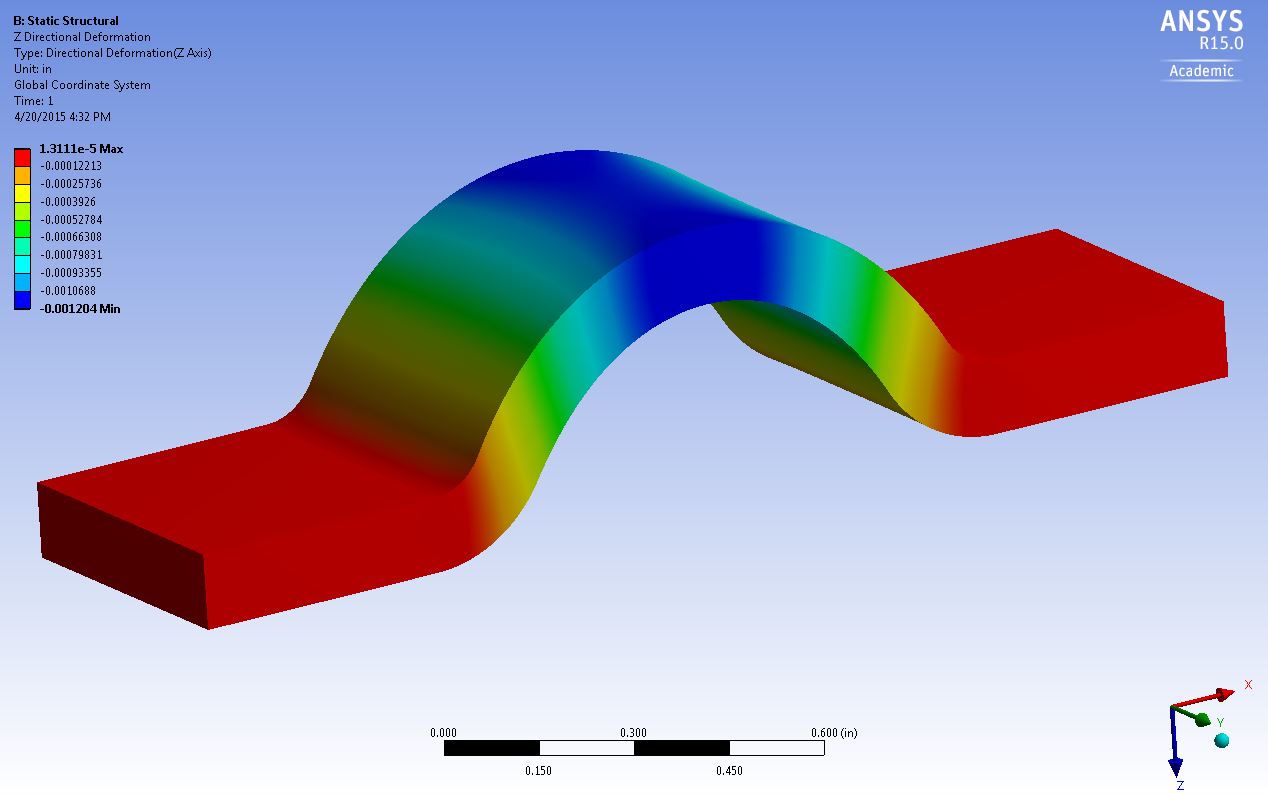 B: Static Structural
Z Directional Deformation
Type: Directional Deformation(Z Axis)
Unit: in
Global Coordinate System
Time: 1
4/20/2015 4:32 PM
ANSYS
R15.0
Academic
1.3111e-5 Max
-0.00012213
-0.00025736
-0.0003926
-0.00052784
-0.00066308
-0.00079831
-0.00093355
-0.0010688
-0.001204 Min
0.000 0.300 0.600 (in)
0.150 0.450
X
Y
Z